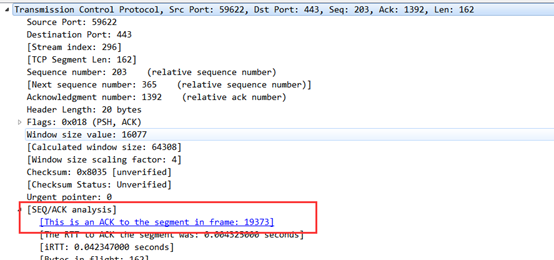 Transmission Control Protocol, Src Port: 59622, Dst Port: 443, Seq: 203, Ack: 1392, Len: 162
Source Port: 59622
Destination Port: 443
[Stream index: 296]
[TCP Segment Len: 162]
Sequence number: 203 (relative sequence number)
[Next sequence number: 365 (relative sequence number)]
Acknowledgment number: 1392 (relative ack number)
Header Length: 20 bytes
Flags: 0x018 (PSH, ACK)
Window size value: 16077
[Calculated window size: 64308]
[Window size scaling factor: 4]
Checksum: 0x8035 [unverified]
[Checksum Status: Unverified]
Urgent pointer: 0
[SEQ/ACK analysis]
[This is an ACK to the segment in frame: 19373]
[The RTT to ACK the segment was: 0.004325000 seconds]
[iRTT: 0.042347000 seconds]
[Bytes in flight: 162]